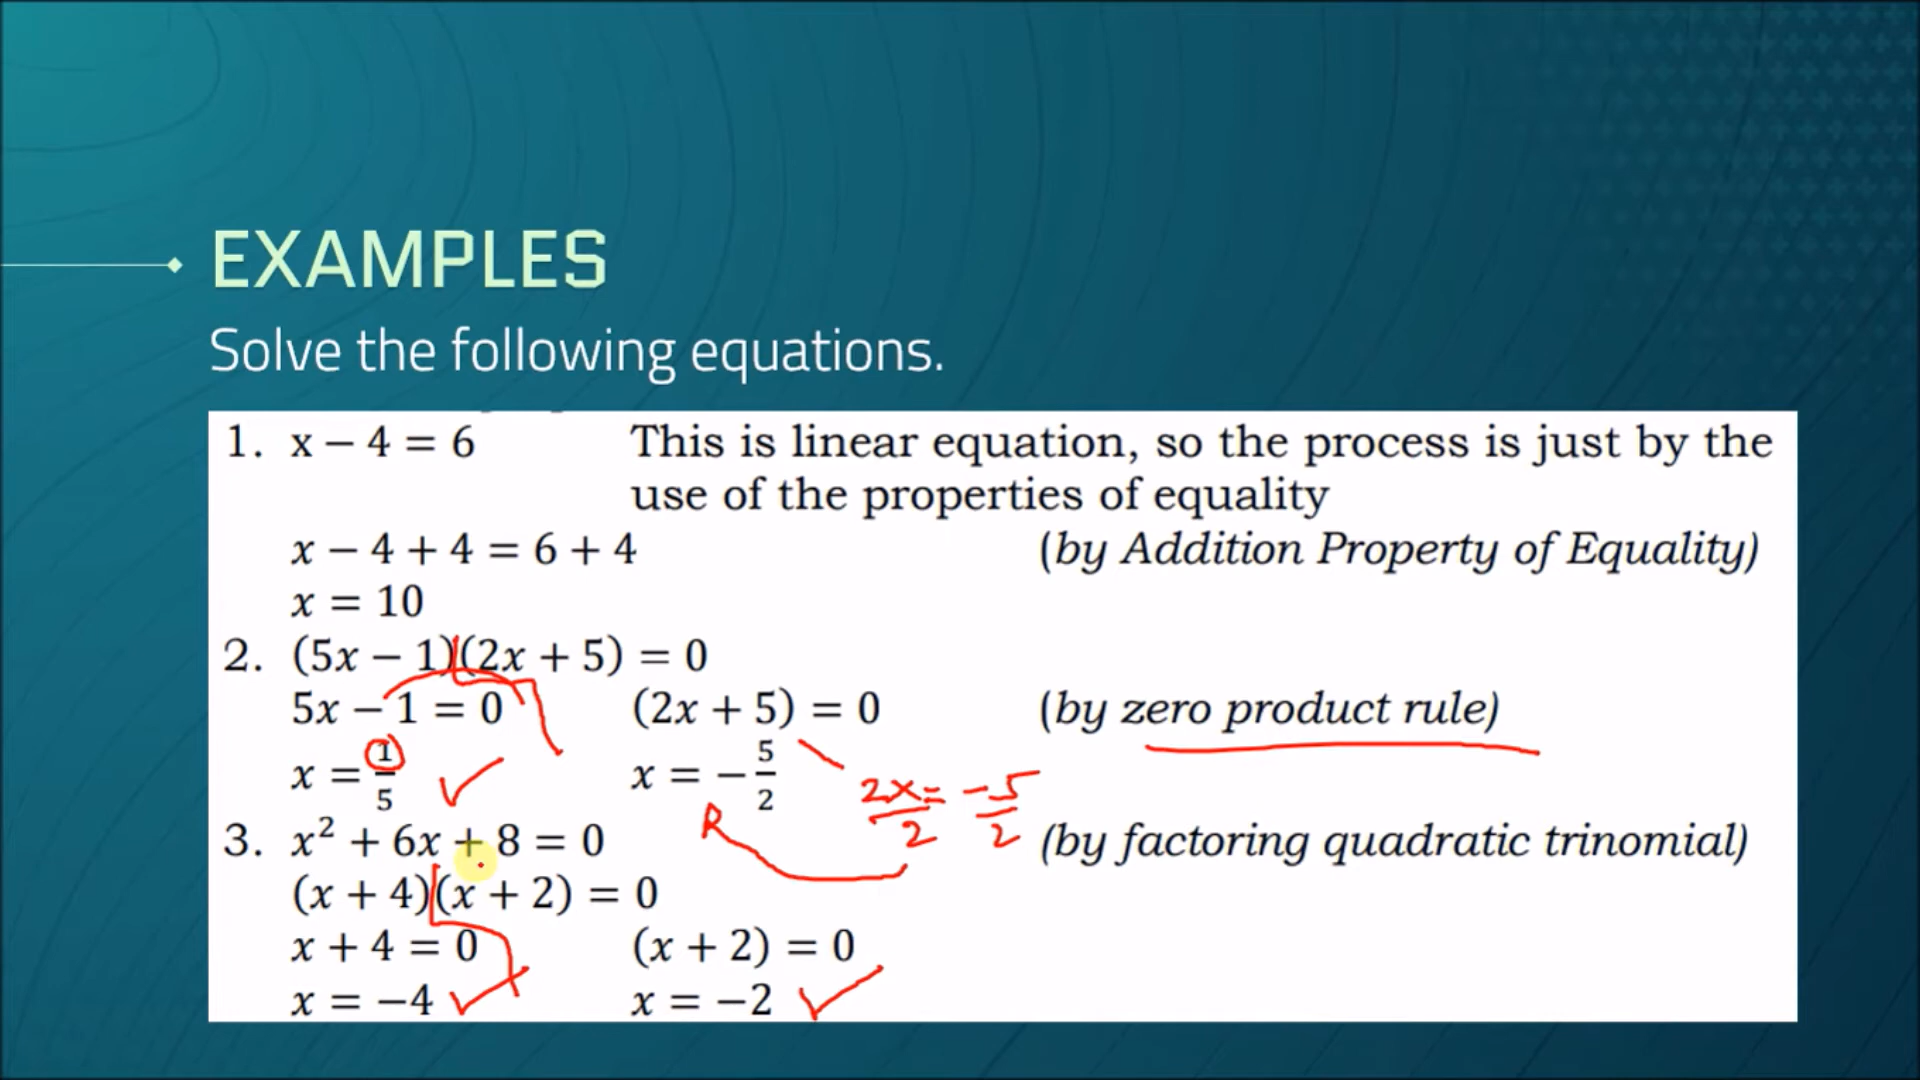 EXAMPLES
Solve the following equations.
1. x − 4 = 6 This is linear equation, so the process is just by the
use of the properties of equality
x − 4 + 4 = 6 + 4 (by Addition Property of Equality)
x = 10
2. (5x − 1)(2x + 5) = 0
5x − 1 = 0 (2x + 5) = 0 (by zero product rule)
x = 1/5 x = −5/2
2x/2 = −5/2
3. x² + 6x + 8 = 0 (by factoring quadratic trinomial)
(x + 4)(x + 2) = 0
x + 4 = 0 (x + 2) = 0
x = −4 x = −2